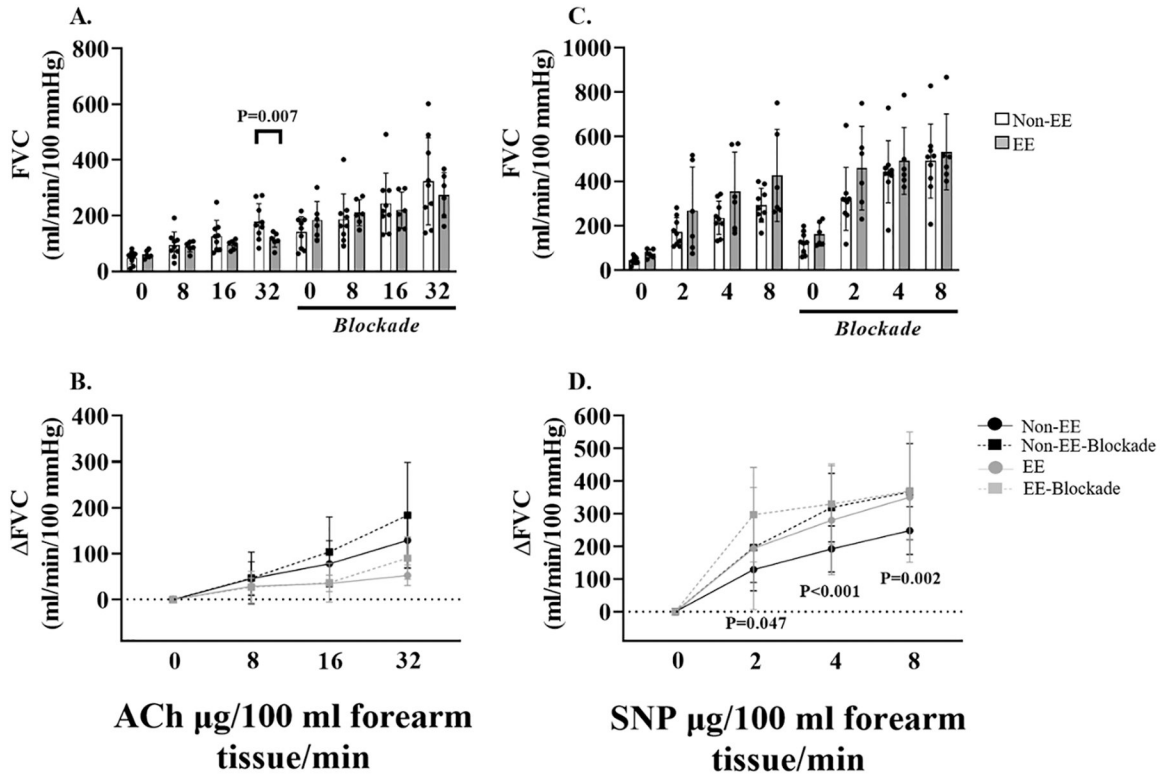 A.
FVC
(ml/min/100 mmHg)
800
600
400
200
0
P=0.007
0 8 16 32 0 8 16 32
Blockade
C.
FVC
(ml/min/100 mmHg)
1000
800
600
400
200
0
0 2 4 8 0 2 4 8
Blockade
Non-EE
EE
B.
ΔFVC
(ml/min/100 mmHg)
400
300
200
100
0
0 8 16 32
ACh µg/100 ml forearm
tissue/min
D.
ΔFVC
(ml/min/100 mmHg)
600
500
400
300
200
100
0
P=0.047
P<0.001
P=0.002
0 2 4 8
SNP µg/100 ml forearm
tissue/min
Non-EE
Non-EE-Blockade
EE
EE-Blockade